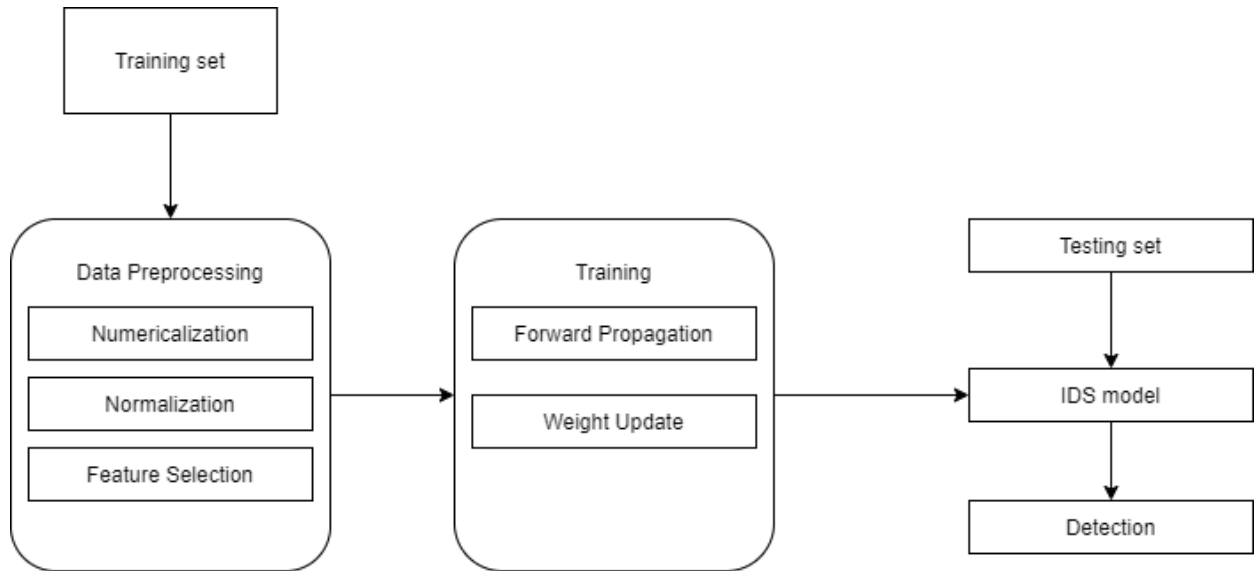 Training set
Data Preprocessing
Numericalization
Normalization
Feature Selection
Training
Forward Propagation
Weight Update
Testing set
IDS model
Detection